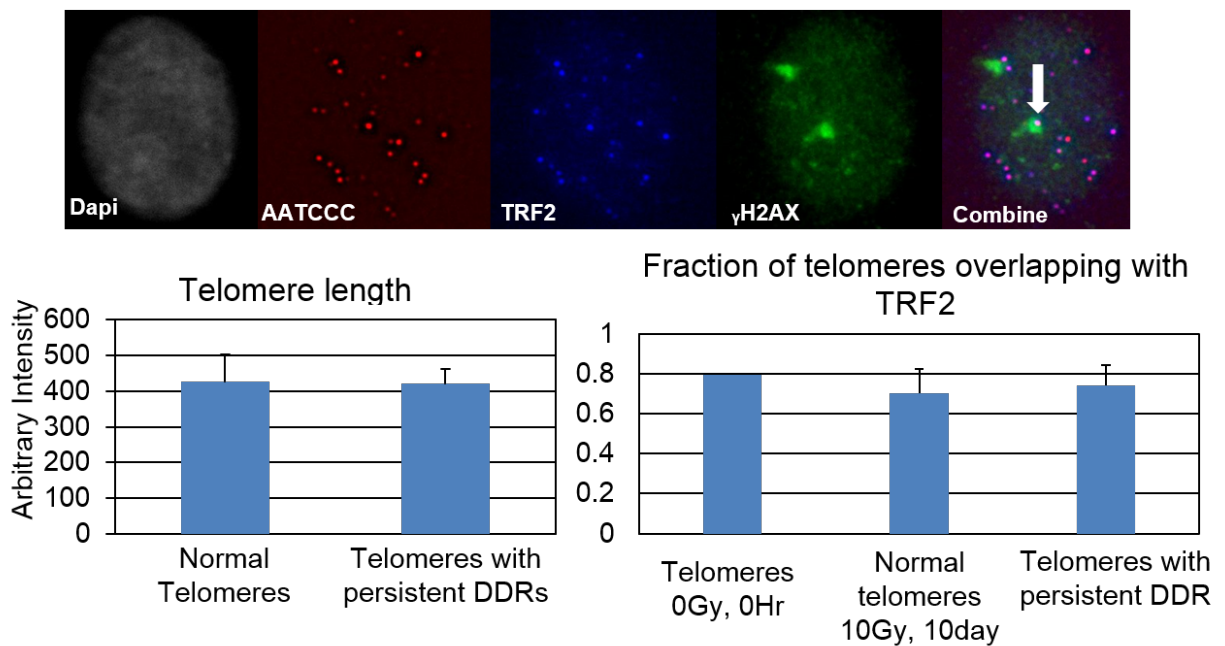 Dapi
AATCCC
TRF2
γH2AX
Combine
Telomere length
Arbitrary Intensity
600
500
400
300
200
100
0
Normal
Telomeres
Telomeres with
persistent DDRs
Fraction of telomeres overlapping with
TRF2
1
0.8
0.6
0.4
0.2
0
Telomeres
0Gy, 0Hr
Normal
telomeres
10Gy, 10day
Telomeres with
persistent DDR